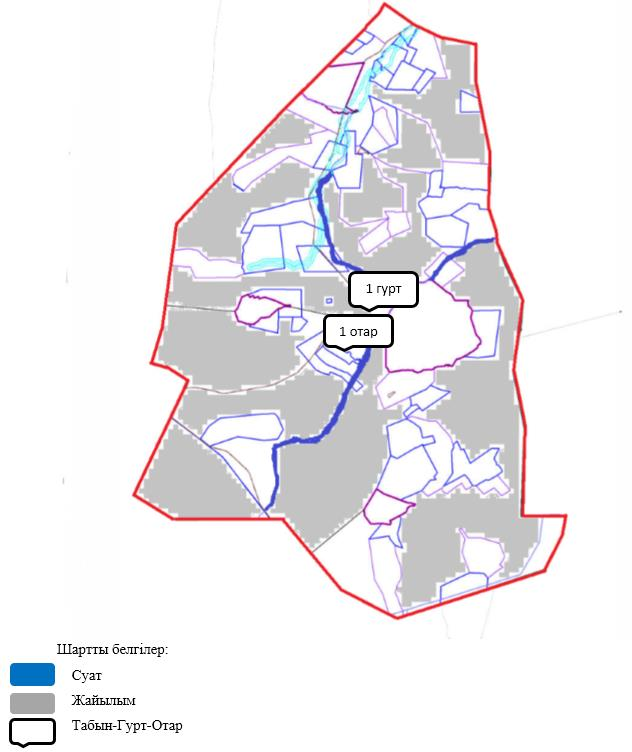 1 гурт
1 отар
Шартты белгілер:
Суат
Жайылым
Табын-Гурт-Отар